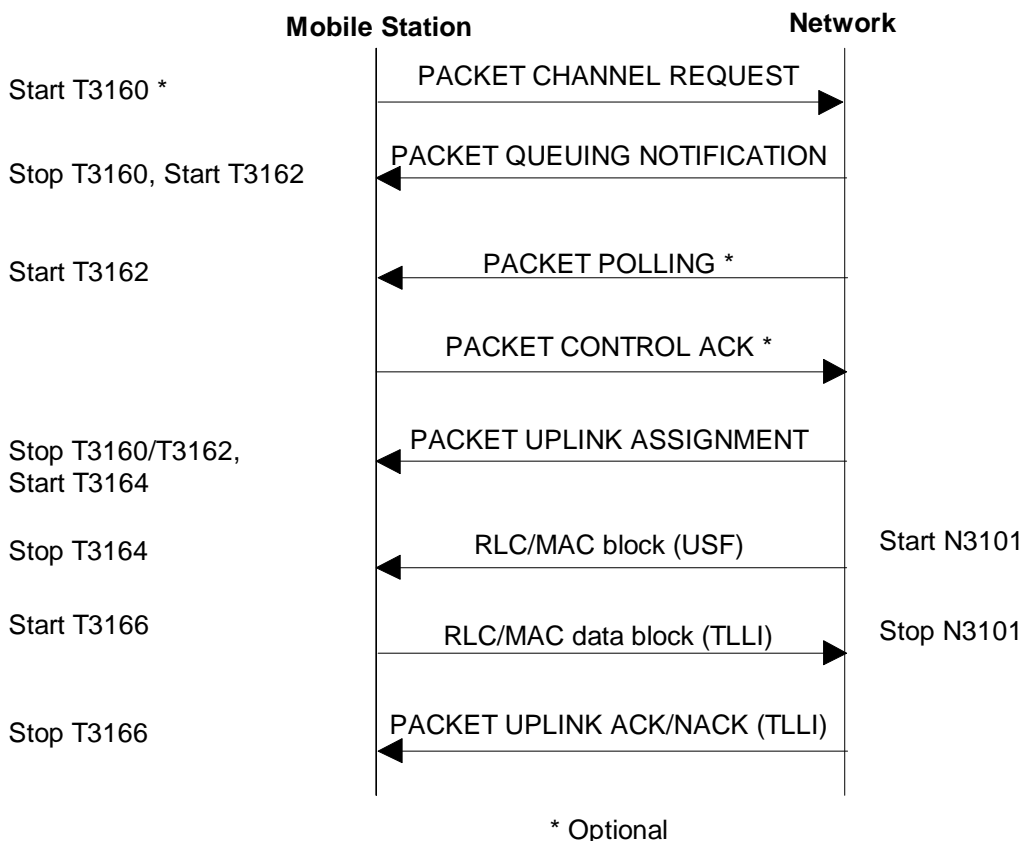 Mobile Station
Network
PACKET CHANNEL REQUEST
Start T3160 *
PACKET QUEUING NOTIFICATION
Stop T3160, Start T3162
PACKET POLLING *
Start T3162
PACKET CONTROL ACK *
PACKET UPLINK ASSIGNMENT
Stop T3160/T3162,
Start T3164
RLC/MAC block (USF)
Start N3101
Stop T3164
Start T3166
RLC/MAC data block (TLLI)
Stop N3101
PACKET UPLINK ACK/NACK (TLLI)
Stop T3166
* Optional